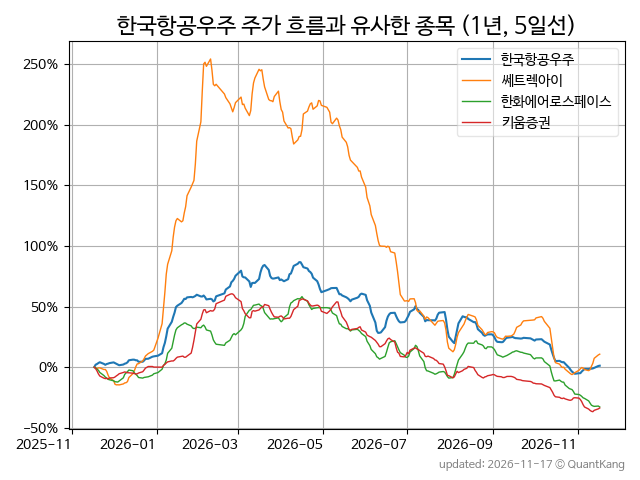 한국항공우주 주가 흐름과 유사한 종목 (1년, 5일선)
한국항공우주
쎄트렉아이
한화에어로스페이스
키움증권
250%
200%
150%
100%
50%
0%
−50%
2025-11 2026-01 2026-03 2026-05 2026-07 2026-09 2026-11
updated: 2026-11-17 © QuantKang